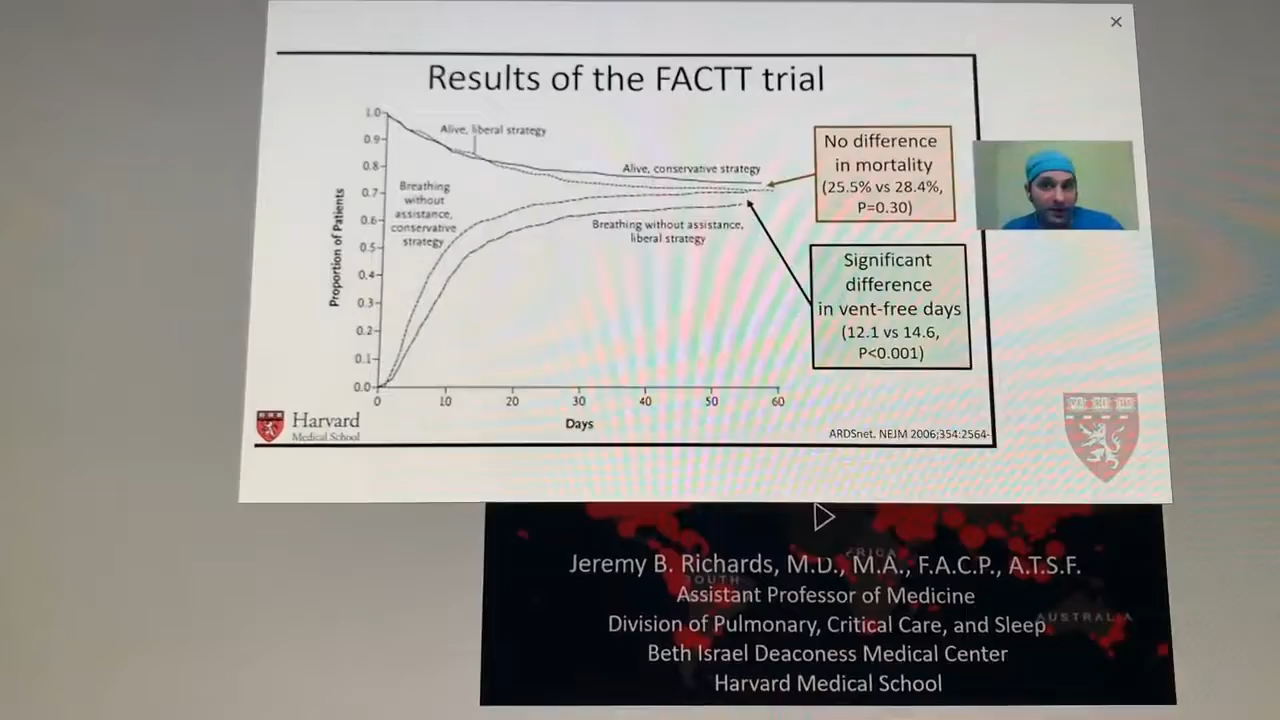 ×
Results of the FACTT trial
1.0
0.9
0.8
0.7
0.6
0.5
0.4
0.3
0.2
0.1
0.0
Proportion of Patients
Alive, liberal strategy
Alive, conservative strategy
Breathing
without
assistance,
conservative
strategy
Breathing without assistance,
liberal strategy
0
10
20
30
40
50
60
Days
No difference
in mortality
(25.5% vs 28.4%,
P=0.30)
Significant
difference
in vent-free days
(12.1 vs 14.6,
P<0.001)
Harvard
Medical School
ARDSnet. NEJM 2006;354:2564-
Jeremy B. Richards, M.D., M.A., F.A.C.P., A.T.S.F.
Assistant Professor of Medicine
Division of Pulmonary, Critical Care, and Sleep
Beth Israel Deaconess Medical Center
Harvard Medical School
SOUTH
AFRICA
AUSTRALIA